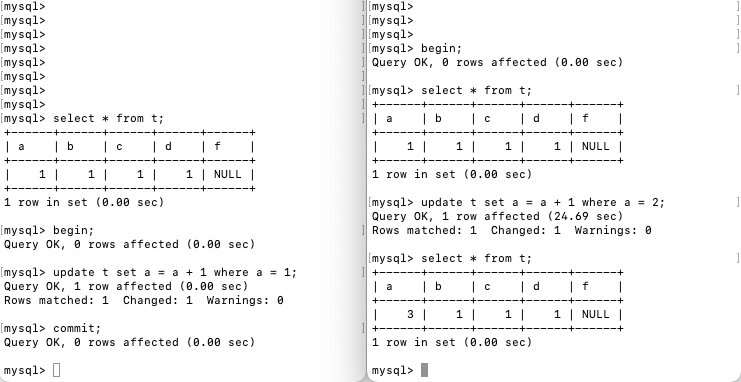 mysql>
mysql>
mysql>
mysql>
mysql>
mysql>
mysql>
mysql>
mysql> select * from t;
+------+------+------+------+------+
| a    | b    | c    | d    | f    |
+------+------+------+------+------+
|    1 |    1 |    1 |    1 | NULL |
+------+------+------+------+------+
1 row in set (0.00 sec)

mysql> begin;
Query OK, 0 rows affected (0.00 sec)

mysql> update t set a = a + 1 where a = 1;
Query OK, 1 row affected (0.00 sec)
Rows matched: 1  Changed: 1  Warnings: 0

mysql> commit;
Query OK, 0 rows affected (0.00 sec)

mysql>
mysql>
mysql>
mysql>
mysql> begin;
Query OK, 0 rows affected (0.00 sec)

mysql> select * from t;
+------+------+------+------+------+
| a    | b    | c    | d    | f    |
+------+------+------+------+------+
|    1 |    1 |    1 |    1 | NULL |
+------+------+------+------+------+
1 row in set (0.00 sec)

mysql> update t set a = a + 1 where a = 2;
Query OK, 1 row affected (24.69 sec)
Rows matched: 1  Changed: 1  Warnings: 0

mysql> select * from t;
+------+------+------+------+------+
| a    | b    | c    | d    | f    |
+------+------+------+------+------+
|    3 |    1 |    1 |    1 | NULL |
+------+------+------+------+------+
1 row in set (0.00 sec)

mysql>